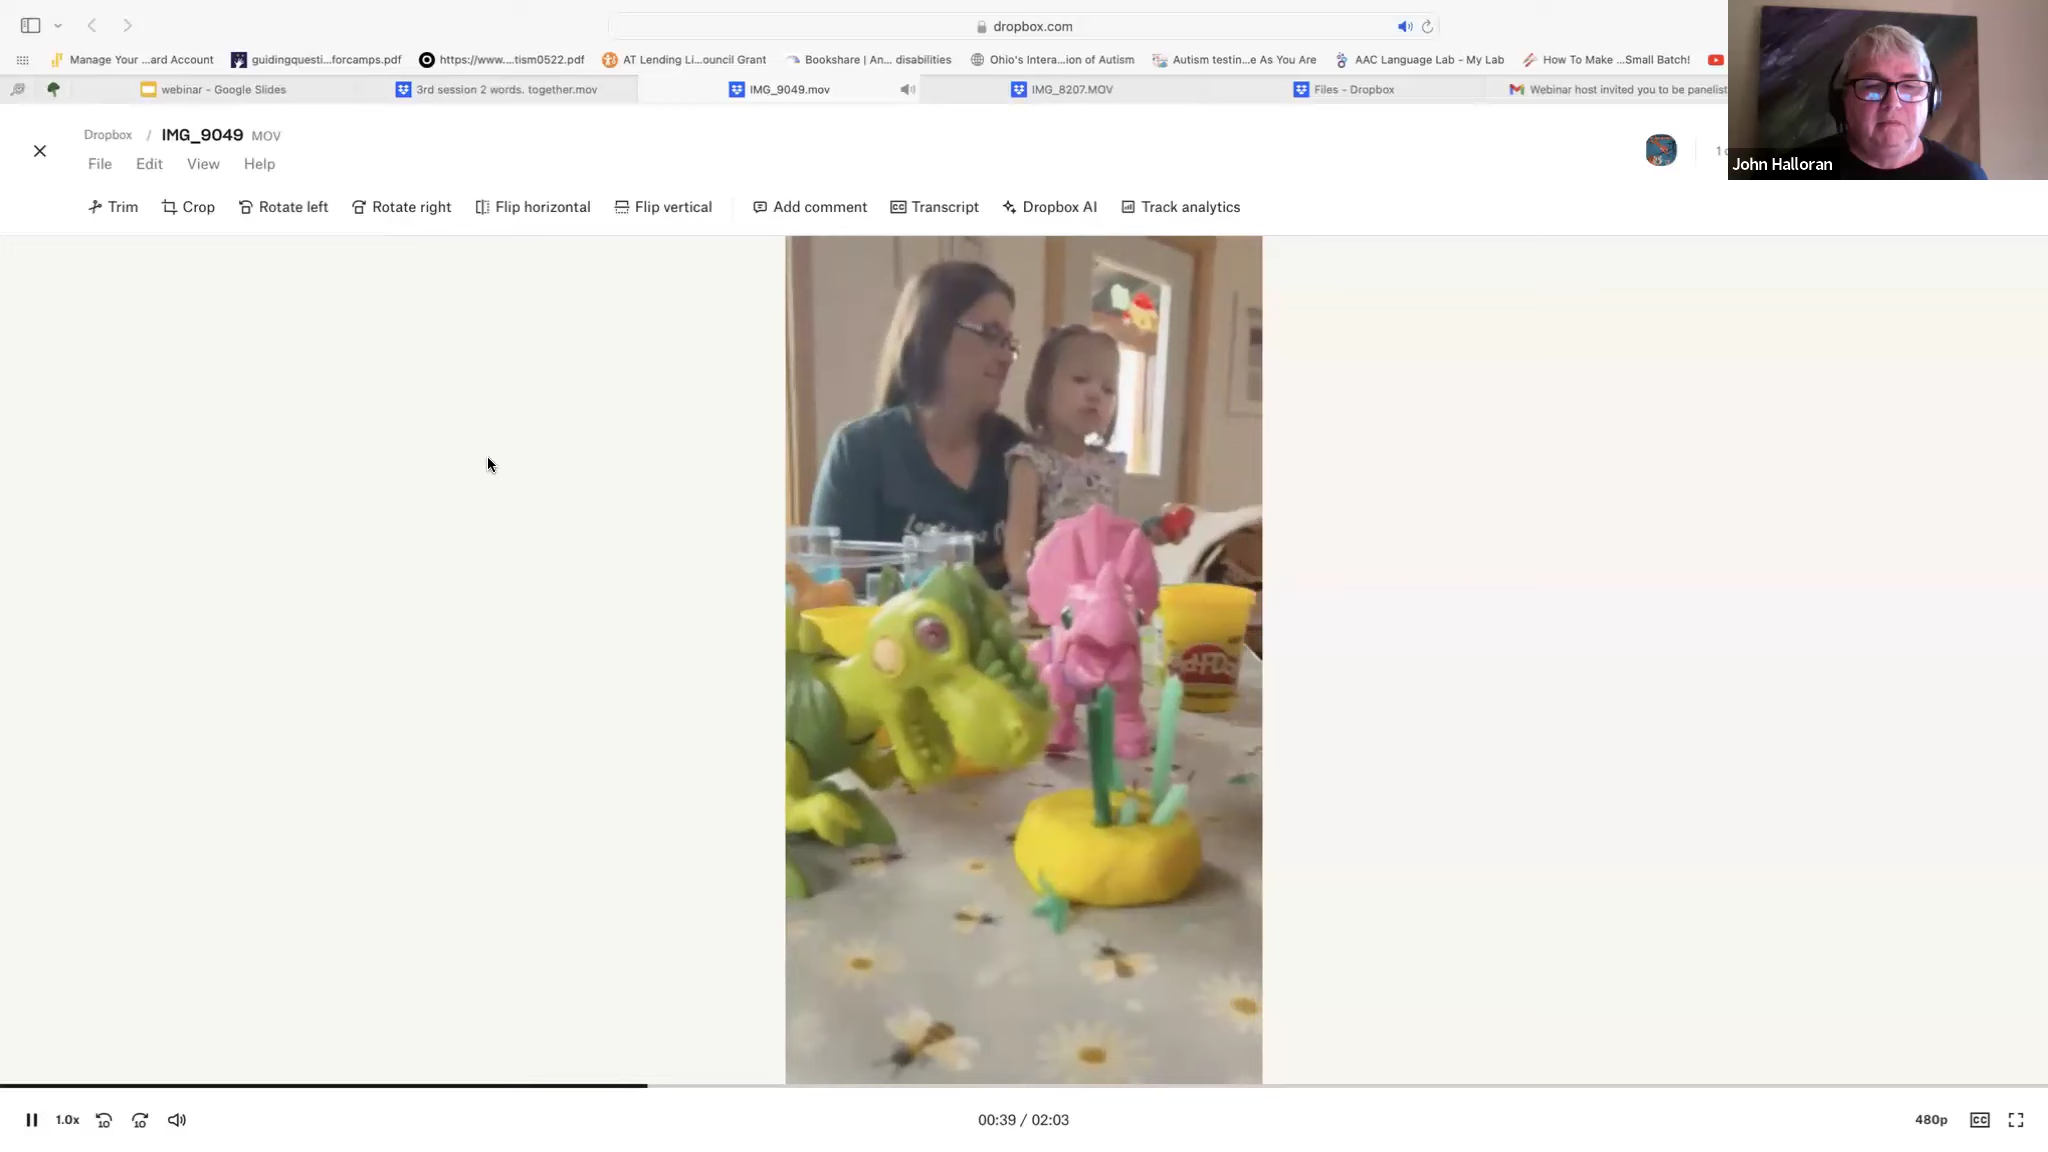 dropbox.com
Manage Your ...ard Account guidingquesti...forcamps.pdf https://www....tism0522.pdf AT Lending Li...ouncil Grant Bookshare | An... disabilities Ohio's Intera...ion of Autism Autism testin...e As You Are AAC Language Lab - My Lab How To Make ...Small Batch!
webinar - Google Slides 3rd session 2 words. together.mov IMG_9049.mov IMG_8207.MOV Files - Dropbox Webinar host invited you to be panelist
Dropbox / IMG_9049 MOV
File Edit View Help
John Halloran
Trim Crop Rotate left Rotate right Flip horizontal Flip vertical Add comment Transcript Dropbox AI Track analytics
1.0x 10 10 00:39 / 02:03 480p CC